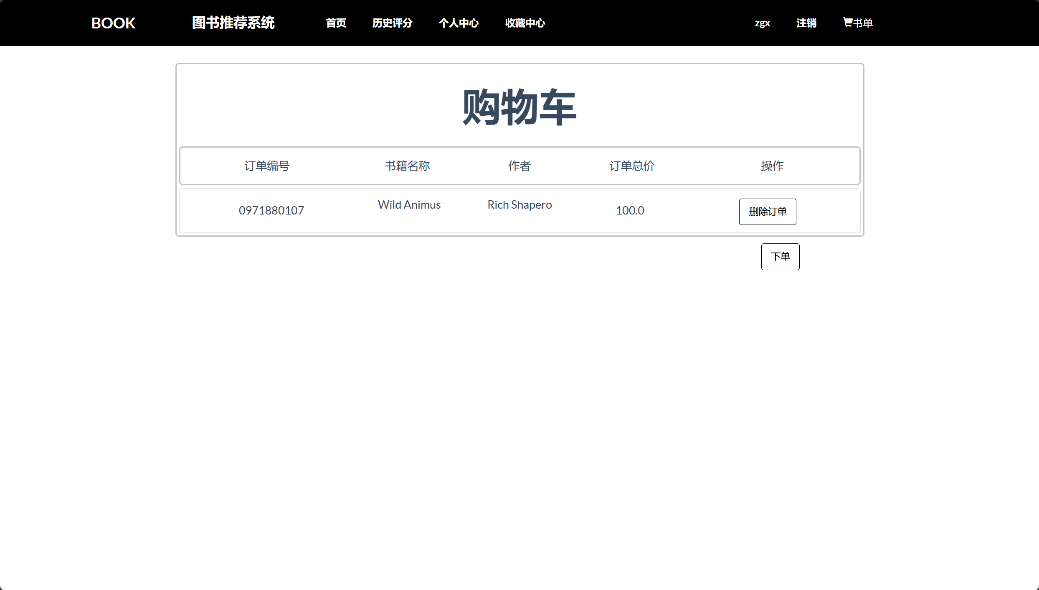 BOOK 图书推荐系统 首页 历史评分 个人中心 收藏中心 zgx 注销 书单
购物车
订单编号 书籍名称 作者 订单总价 操作
0971880107 Wild Animus Rich Shapero 100.0 删除订单
下单